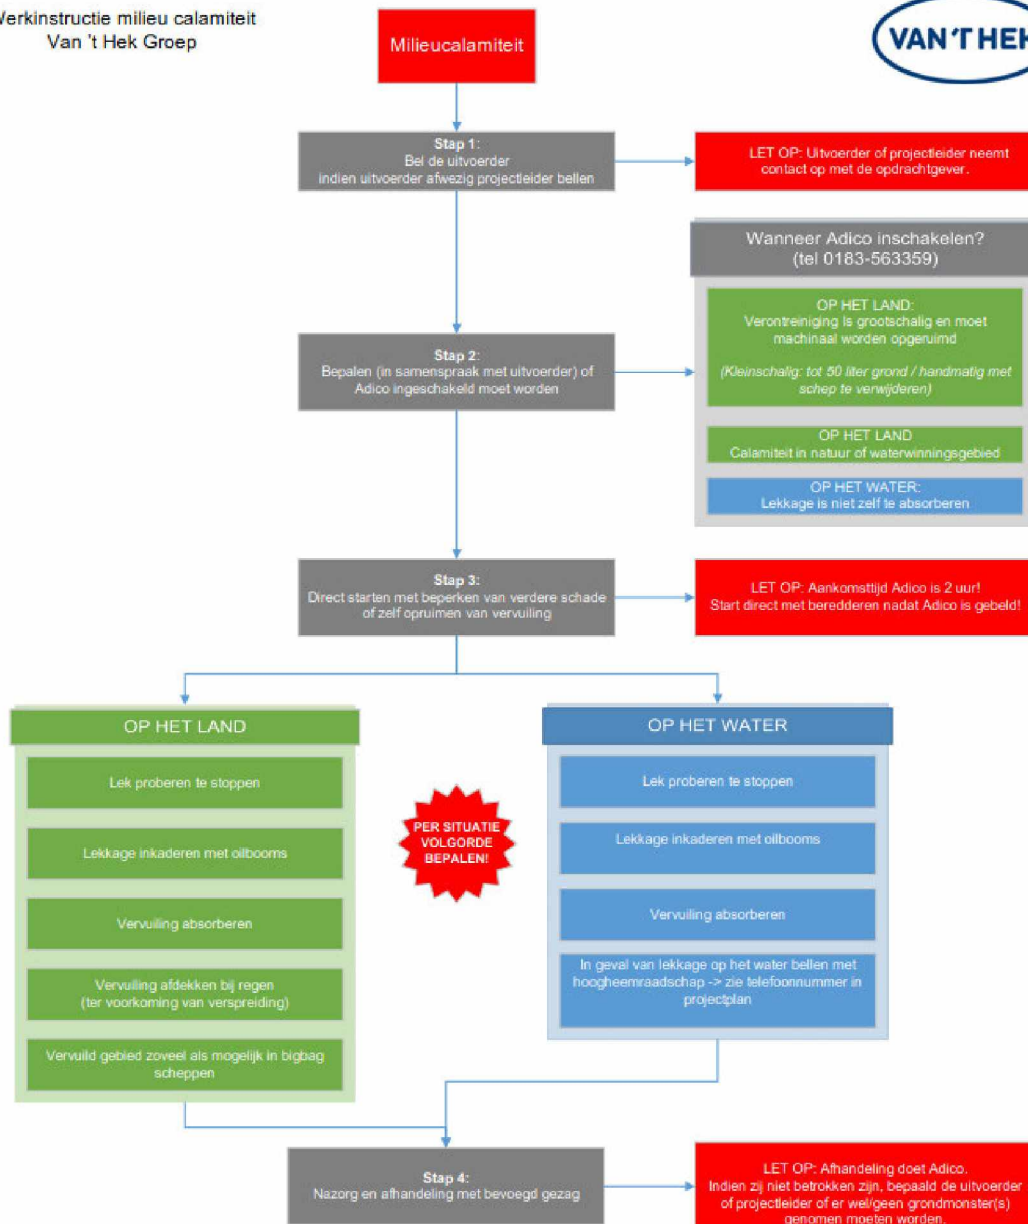 Werkinstructie milieu calamiteit
Van 't Hek Groep
Milieucalamiteit
VAN 'T HEK
Stap 1:
Bel de uitvoerder
indien uitvoerder afwezig projectleider bellen
LET OP: Uitvoerder of projectleider neemt
contact op met de opdrachtgever.
Wanneer Adico inschakelen?
(tel 0183-563359)
OP HET LAND:
Verontreiniging is grootschalig en moet
machinaal worden opgeruimd
(Kleinschalig: tot 50 liter grond / handmatig met
schep te verwijderen)
OP HET LAND
Calamiteit in natuur of waterwinningsgebied
OP HET WATER:
Lekkage is niet zelf te absorberen
Stap 2:
Bepalen (in samenspraak met uitvoerder) of
Adico ingeschakeld moet worden
Stap 3:
Direct starten met beperken van verdere schade
of zelf opruimen van vervuiling
LET OP: Aankomsttijd Adico is 2 uur!
Start direct met beredderen nadat Adico is gebeld!
OP HET LAND
Lek proberen te stoppen
Lekkage inkaderen met oilbooms
Vervuiling absorberen
Vervuiling afdekken bij regen
(ter voorkoming van verspreiding)
Vervuild gebied zoveel als mogelijk in bigbag
scheppen
PER SITUATIE
VOLGORDE
BEPALEN!
OP HET WATER
Lek proberen te stoppen
Lekkage inkaderen met oilbooms
Vervuiling absorberen
In geval van lekkage op het water bellen met
hoogheemraadschap -> zie telefoonnummer in
projectplan
Stap 4:
Nazorg en afhandeling met bevoegd gezag
LET OP: Afhandeling doet Adico.
Indien zij niet betrokken zijn, bepaald de uitvoerder
of projectleider of er wel/geen grondmonster(s)
genomen moeten worden.